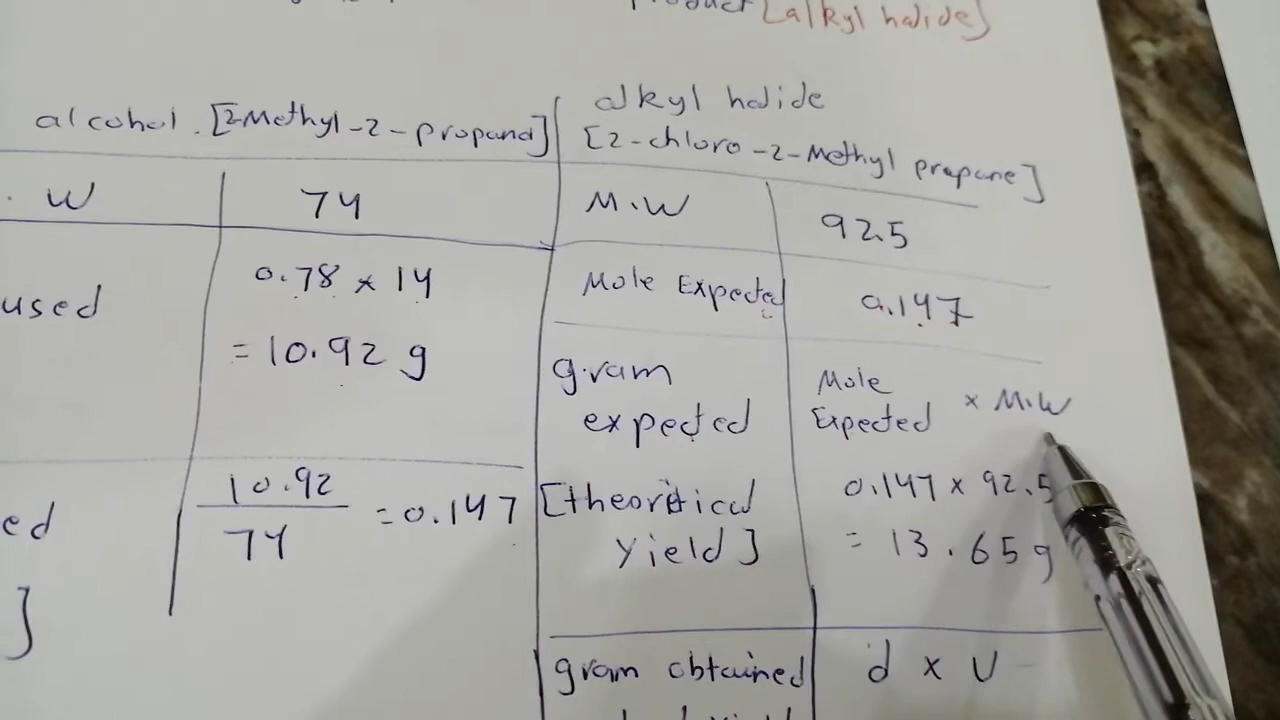 product [alkyl halide]
alcohol. [2-Methyl-2-propanol]
alkyl halide
[2-chloro-2-Methyl propane]
. W
74
M.W
92.5
used
0.78 × 14
= 10.92 g
Mole Expected
0.147
gram
expected
[theoritical
yield]
Mole
Expected × M.W
0.147 × 92.5
= 13.65g
ed
]
10.92
74
= 0.147
gram obtained
d × V